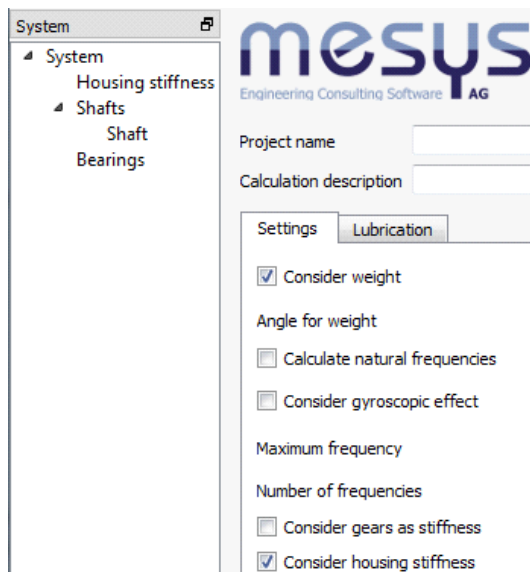 System
System
Housing stiffness
Shafts
Shaft
Bearings
mesys
Engineering Consulting Software AG
Project name
Calculation description
Settings Lubrication
Consider weight
Angle for weight
Calculate natural frequencies
Consider gyroscopic effect
Maximum frequency
Number of frequencies
Consider gears as stiffness
Consider housing stiffness